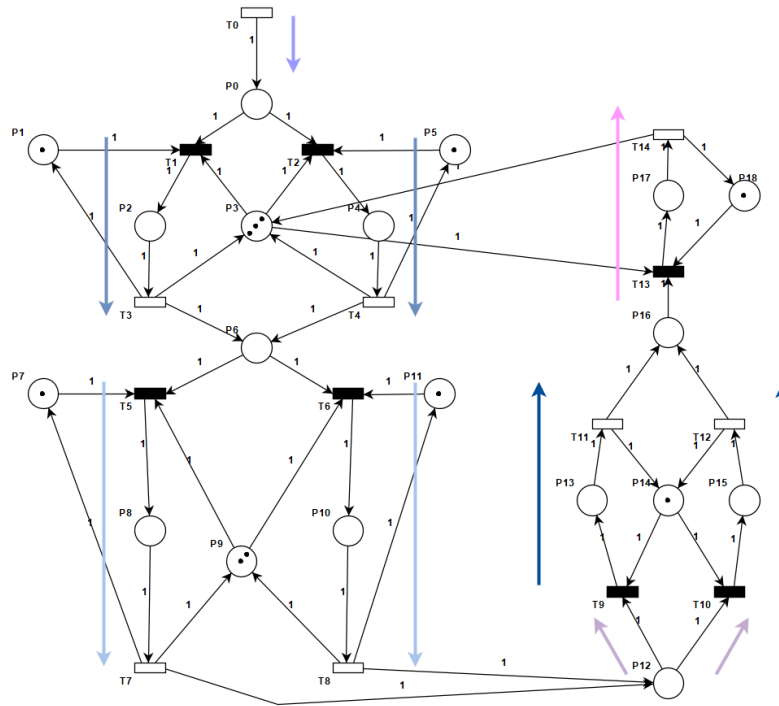 T0
1
P0
1 1
P1 1 1 P5
T1 T2 T14
1 1 1 1 1 1
P17 P18
P2 P3 P4
1 1 1 1 1 1
1 1 1 1
T13 1
T3 T4
1 P6 1 P16
1 1
P7 1 1 P11
T5 T6 1 1
1 1 T11 T12
1 1 1 1 1 1
P13 P14 P15
P8 P10
P9
1 1 1 1
1 1 1 1 1 1
T9 T10
1 1
1 P12
T7 T8
1